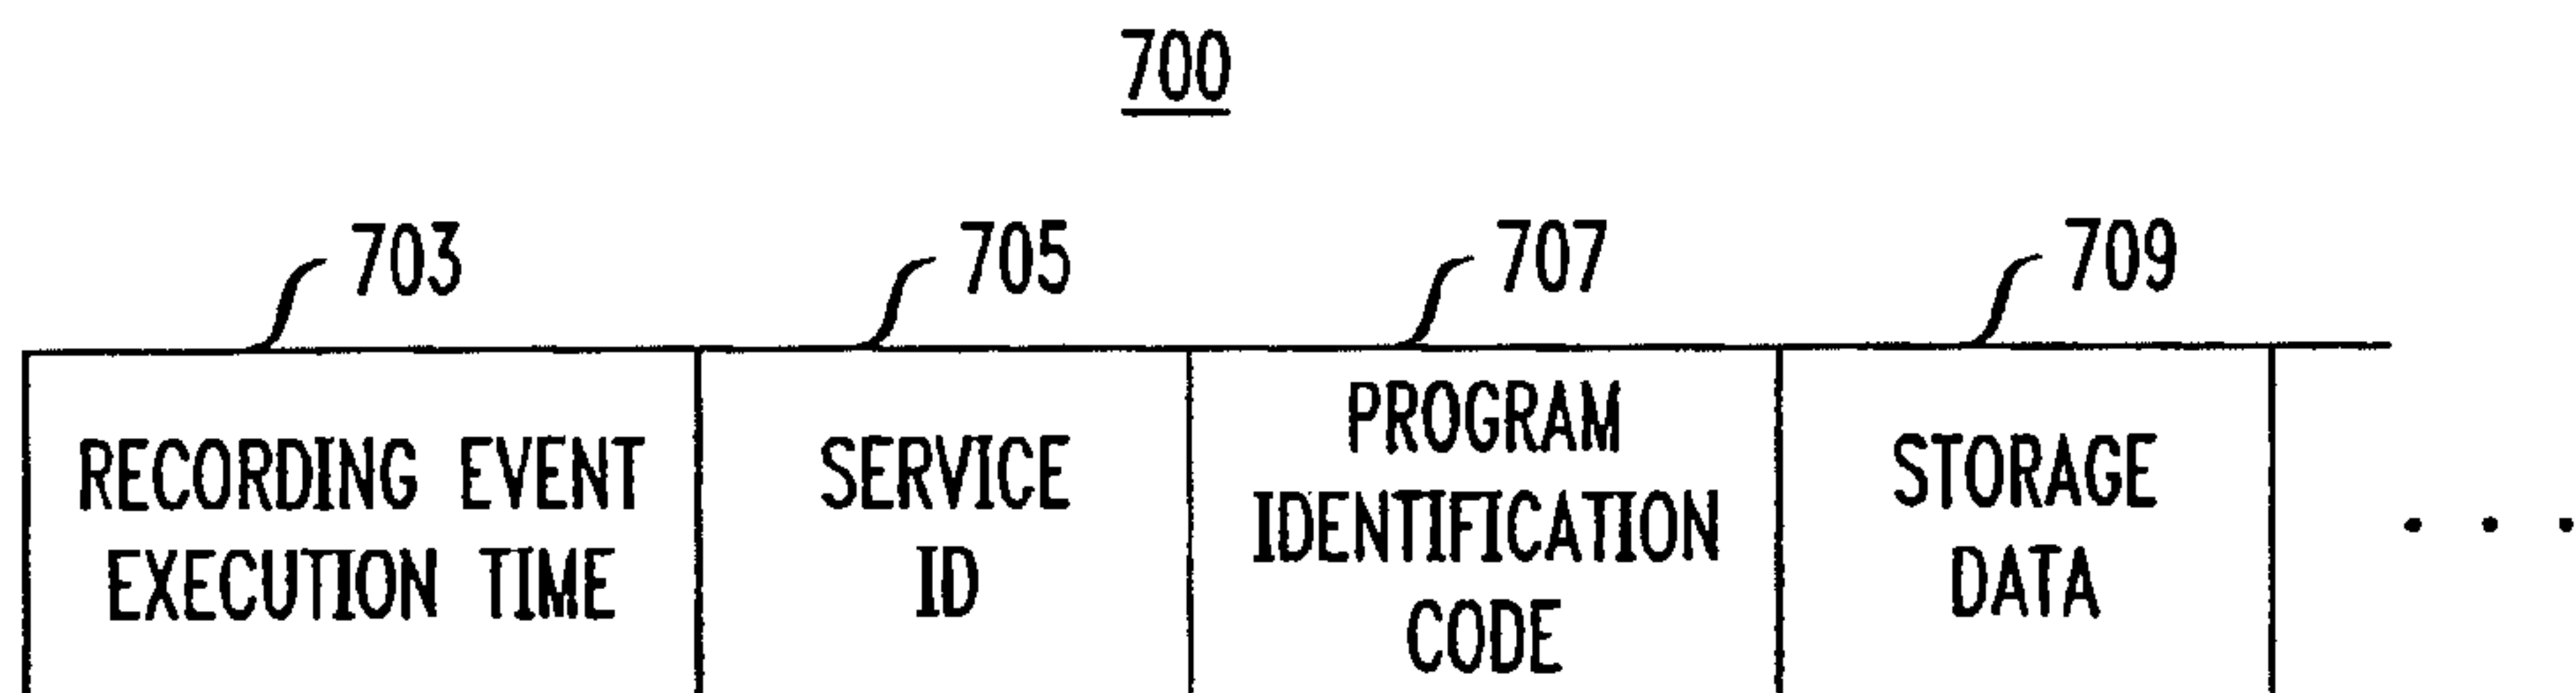 700
703
705
707
709
RECORDING EVENT
EXECUTION TIME
SERVICE
ID
PROGRAM
IDENTIFICATION
CODE
STORAGE
DATA
. . .